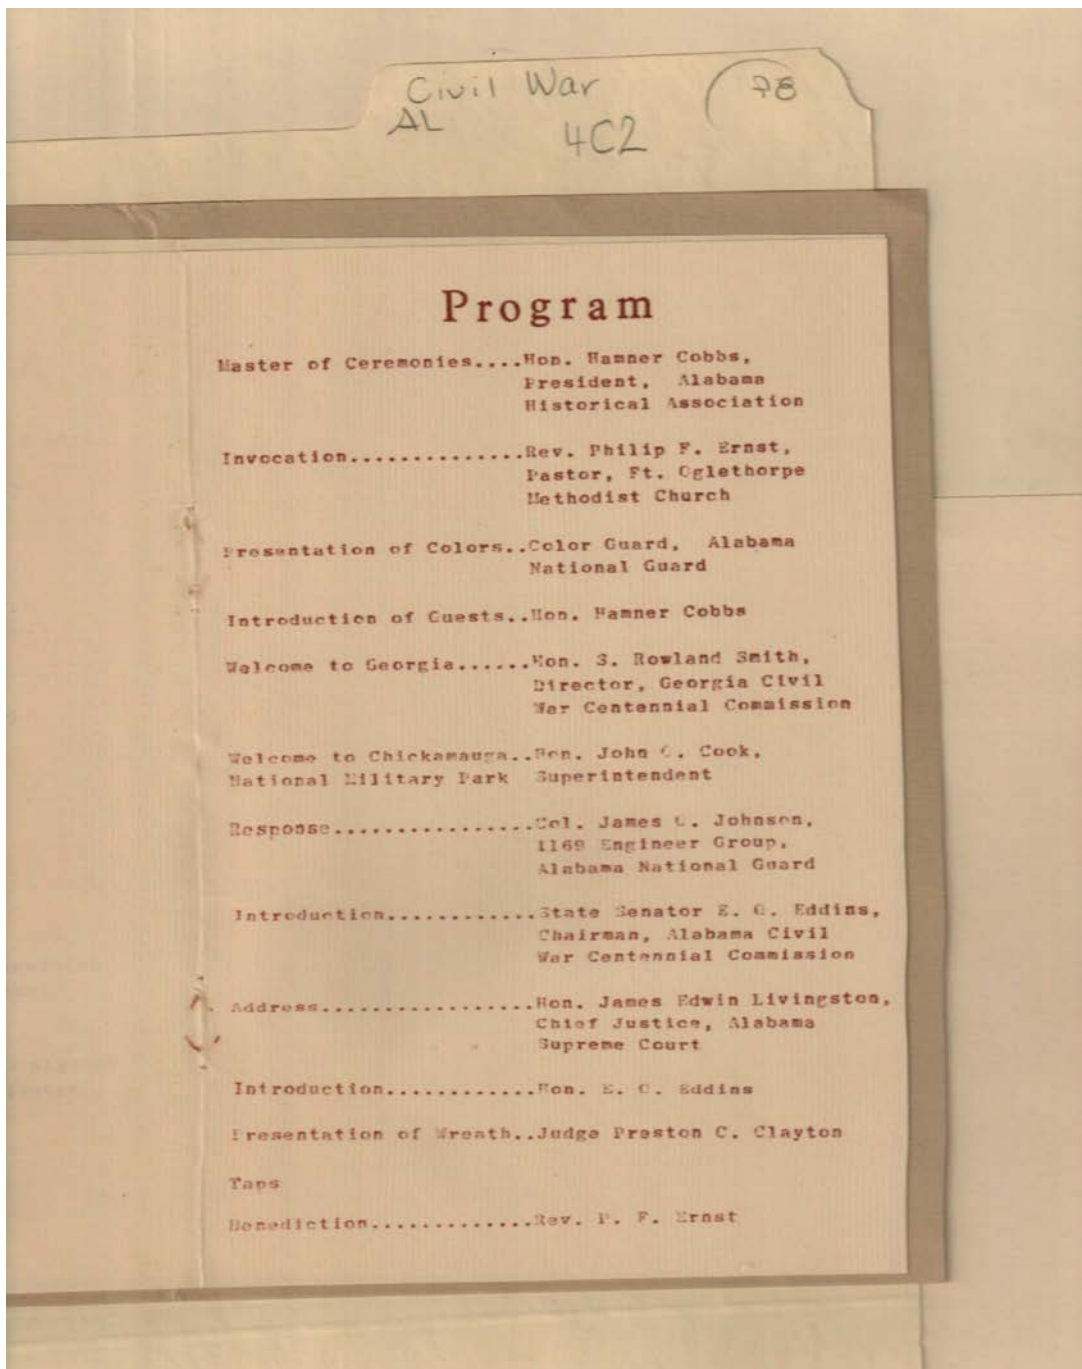 Civil War 78
AL 4C2
Program
Master of Ceremonies....Hon. Hamner Cobbs,
President, Alabama
Historical Association
Invocation...............Rev. Philip F. Ernst,
Pastor, Ft. Oglethorpe
Methodist Church
Presentation of Colors..Color Guard, Alabama
National Guard
Introduction of Guests..Hon. Hamner Cobbs
Welcome to Georgia......Hon. S. Rowland Smith,
Director, Georgia Civil
War Centennial Commission
Welcome to Chickamauga..Hon. John C. Cook,
National Military Park Superintendent
Response.................Col. James C. Johnson,
1169 Engineer Group,
Alabama National Guard
Introduction............State Senator E. O. Eddins,
Chairman, Alabama Civil
War Centennial Commission
Address..................Hon. James Edwin Livingston,
Chief Justice, Alabama
Supreme Court
Introduction............Hon. E. O. Eddins
Presentation of Wreath..Judge Preston C. Clayton
Taps
Benediction.............Rev. P. F. Ernst